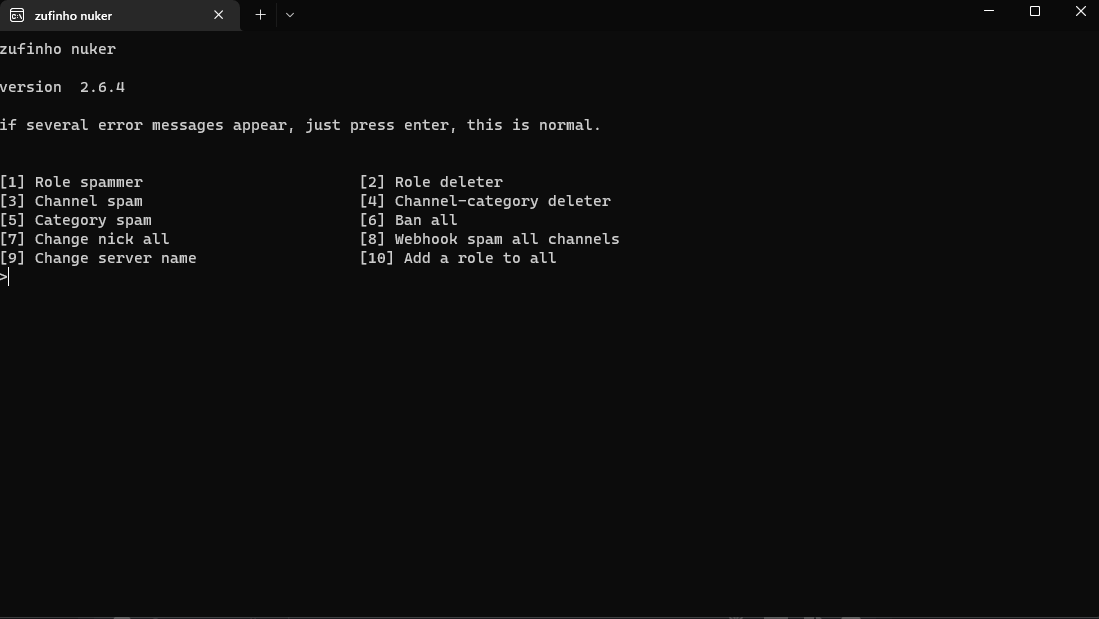 zufinho nuker
zufinho nuker
version  2.6.4
if several error messages appear, just press enter, this is normal.
[1] Role spammer                        [2] Role deleter
[3] Channel spam                        [4] Channel-category deleter
[5] Category spam                       [6] Ban all
[7] Change nick all                     [8] Webhook spam all channels
[9] Change server name                  [10] Add a role to all
>